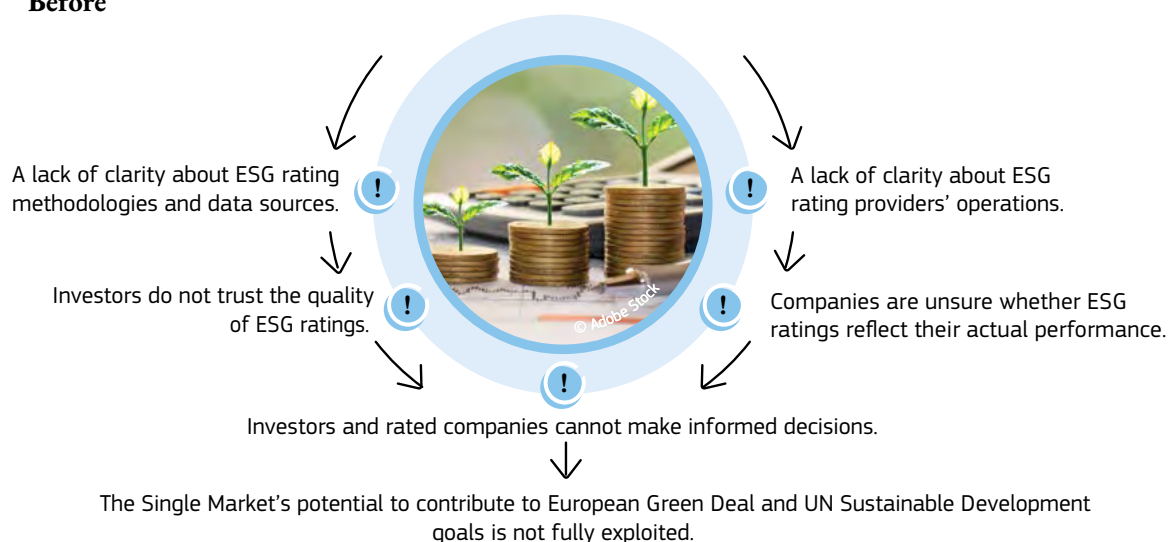 Before
A lack of clarity about ESG rating
methodologies and data sources.
!
!
A lack of clarity about ESG
rating providers’ operations.
Investors do not trust the quality
of ESG ratings.
!
© Adobe Stock
!
Companies are unsure whether ESG
ratings reflect their actual performance.
!
Investors and rated companies cannot make informed decisions.
The Single Market’s potential to contribute to European Green Deal and UN Sustainable Development
goals is not fully exploited.